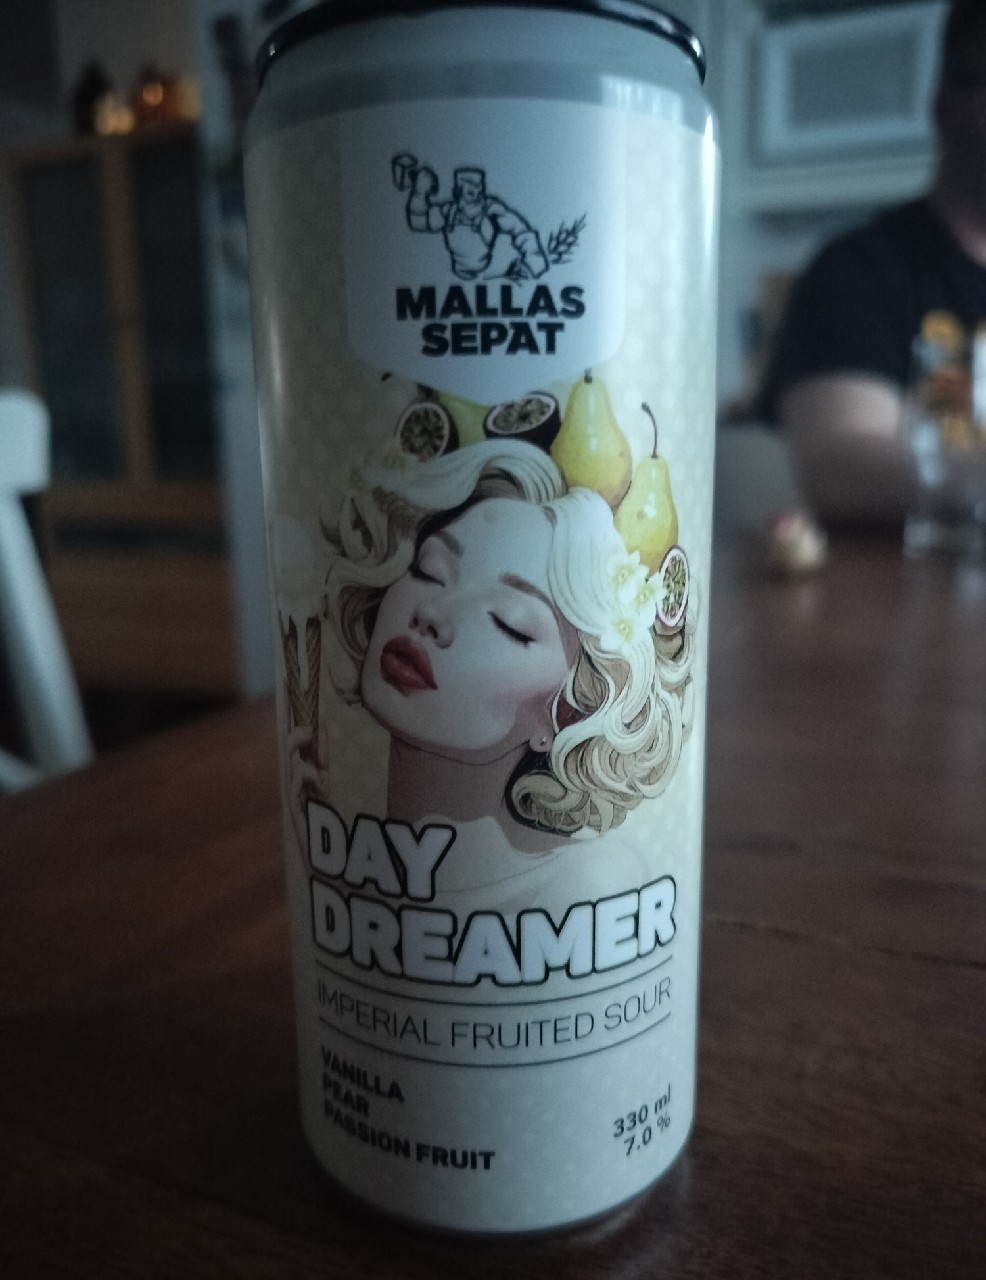 MALLAS
SEPÄT
DAY
DREAMER
IMPERIAL FRUITED SOUR
VANILLA
PEAR
PASSION FRUIT
330 ml
7.0 %